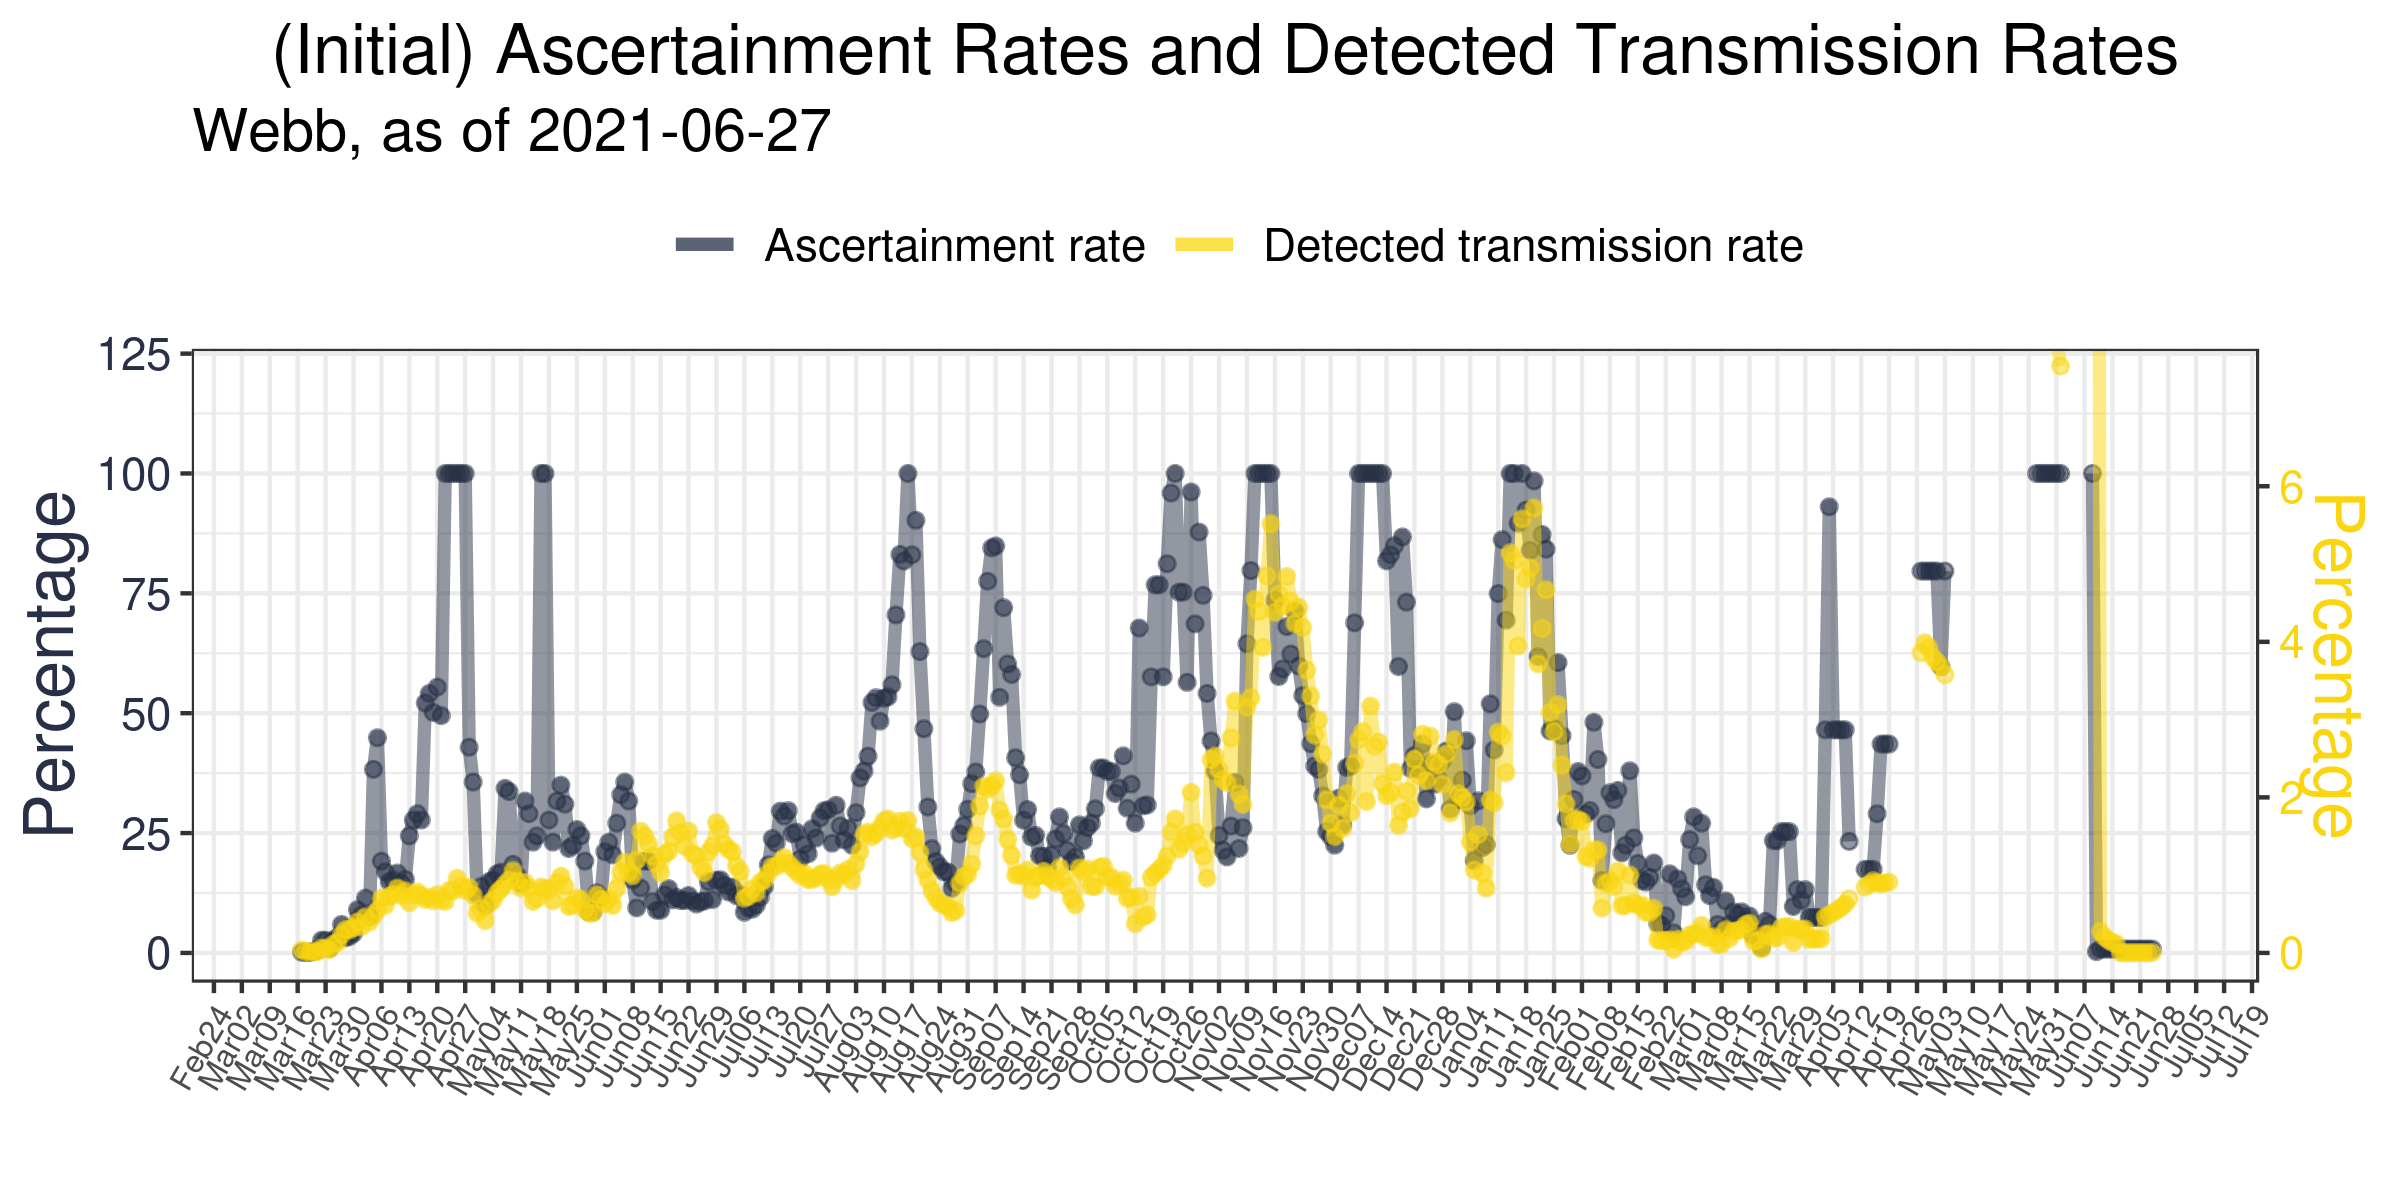 (Initial) Ascertainment Rates and Detected Transmission Rates
Webb, as of 2021-06-27
Ascertainment rate
Detected transmission rate
Percentage
125
100
75
50
25
0
6
4
2
0
Percentage
Feb24
Mar02
Mar09
Mar16
Mar23
Mar30
Apr06
Apr13
Apr20
Apr27
May04
May11
May18
May25
Jun01
Jun08
Jun15
Jun22
Jun29
Jul06
Jul13
Jul20
Jul27
Aug03
Aug10
Aug17
Aug24
Aug31
Sep07
Sep14
Sep21
Sep28
Oct05
Oct12
Oct19
Oct26
Nov02
Nov09
Nov16
Nov23
Nov30
Dec07
Dec14
Dec21
Dec28
Jan04
Jan11
Jan18
Jan25
Feb01
Feb08
Feb15
Feb22
Mar01
Mar08
Mar15
Mar22
Mar29
Apr05
Apr12
Apr19
Apr26
May03
May10
May17
May24
May31
Jun07
Jun14
Jun21
Jun28
Jul05
Jul12
Jul19